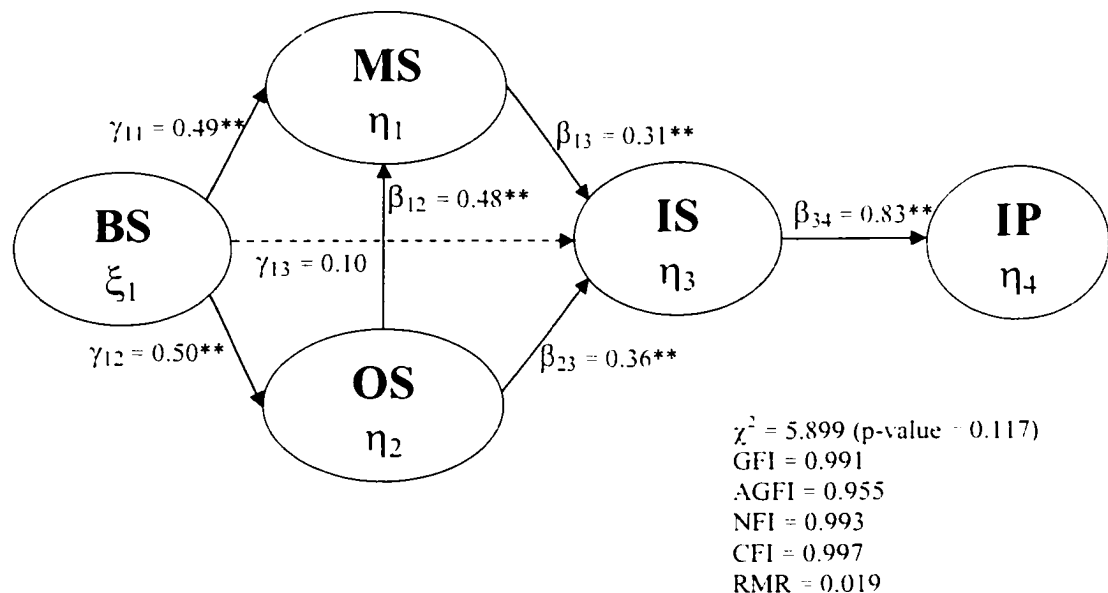 MS
η₁
γ₁₁ = 0.49**
β₁₃ = 0.31**
BS
ξ₁
β₁₂ = 0.48**
γ₁₃ = 0.10
IS
η₃
β₃₄ = 0.83**
IP
η₄
γ₁₂ = 0.50**
OS
η₂
β₂₃ = 0.36**
χ² = 5.899 (p-value = 0.117)
GFI = 0.991
AGFI = 0.955
NFI = 0.993
CFI = 0.997
RMR = 0.019